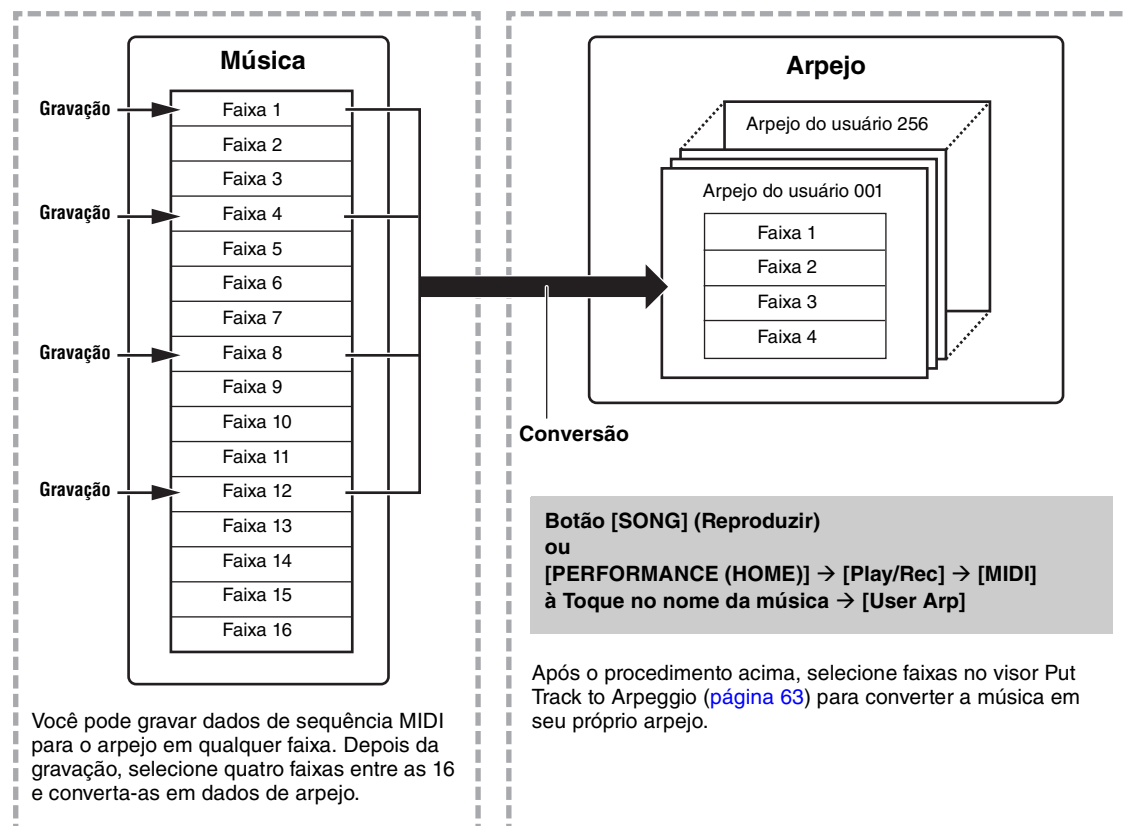 Música
Gravação
Faixa 1
Faixa 2
Faixa 3
Gravação
Faixa 4
Faixa 5
Faixa 6
Faixa 7
Gravação
Faixa 8
Faixa 9
Faixa 10
Faixa 11
Gravação
Faixa 12
Faixa 13
Faixa 14
Faixa 15
Faixa 16
Você pode gravar dados de sequência MIDI
para o arpejo em qualquer faixa. Depois da
gravação, selecione quatro faixas entre as 16
e converta-as em dados de arpejo.
Conversão
Arpejo
Arpejo do usuário 256
Arpejo do usuário 001
Faixa 1
Faixa 2
Faixa 3
Faixa 4
Botão [SONG] (Reproduzir)
ou
[PERFORMANCE (HOME)] → [Play/Rec] → [MIDI]
à Toque no nome da música → [User Arp]
Após o procedimento acima, selecione faixas no visor Put
Track to Arpeggio (página 63) para converter a música em
seu próprio arpejo.